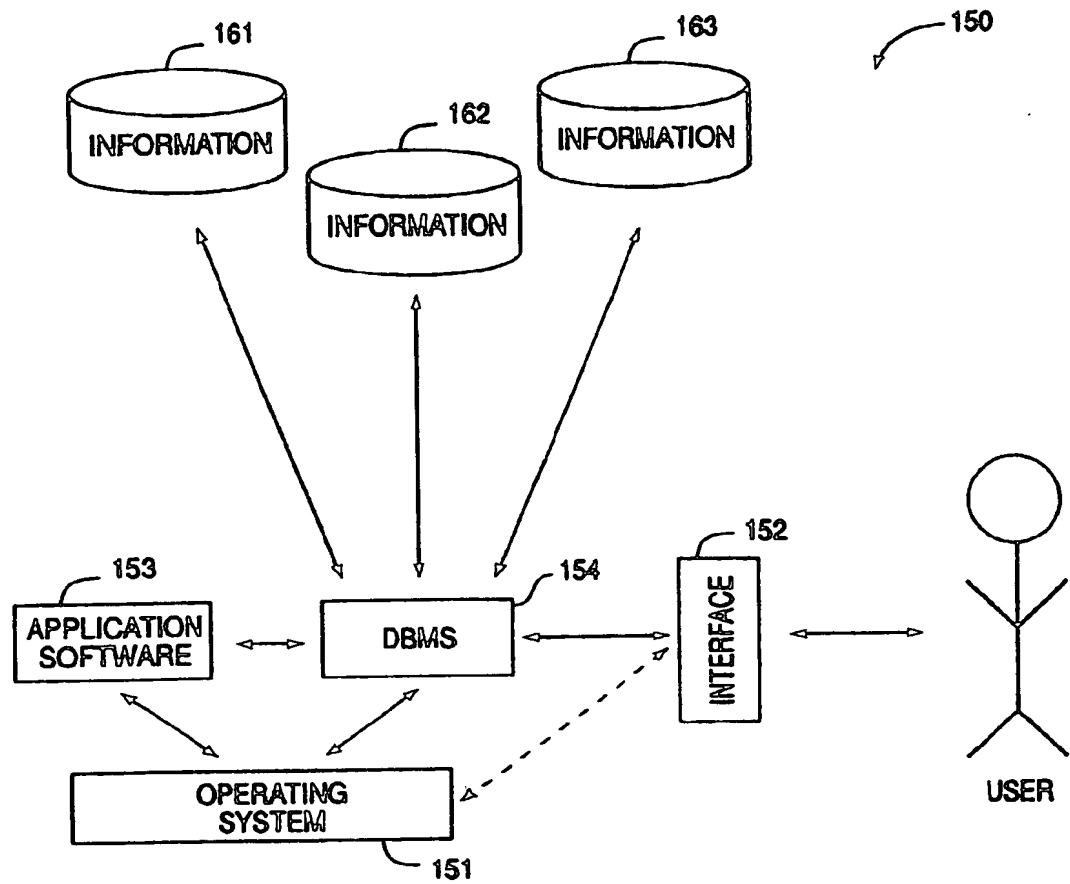 161
163
150
162
INFORMATION
INFORMATION
INFORMATION
152
153
154
APPLICATION
SOFTWARE
DBMS
INTERFACE
OPERATING
SYSTEM
USER
151